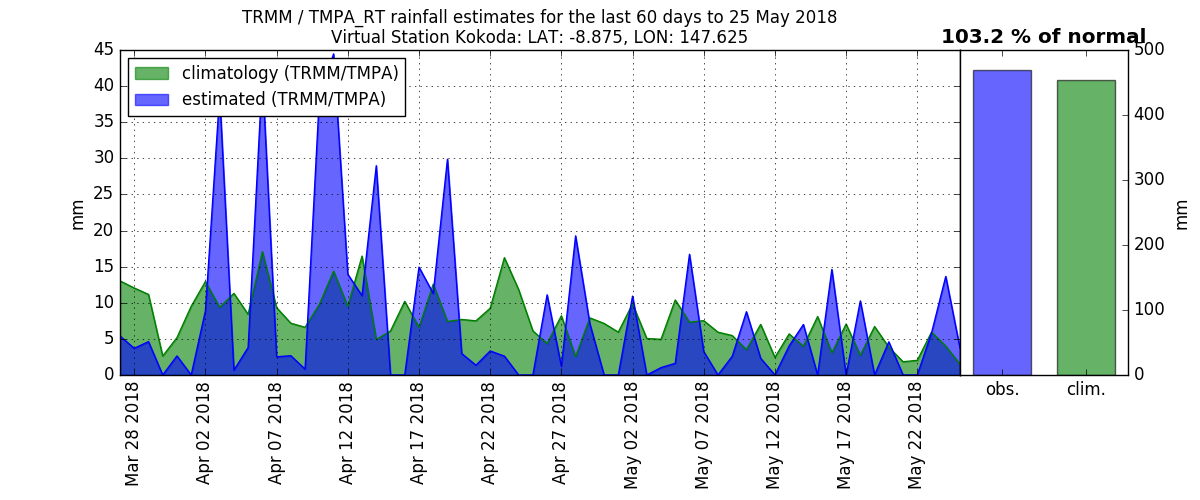 TRMM / TMPA_RT rainfall estimates for the last 60 days to 25 May 2018
Virtual Station Kokoda: LAT: -8.875, LON: 147.625
103.2 % of normal
climatology (TRMM/TMPA)
estimated (TRMM/TMPA)
45
40
35
30
25
20
15
10
5
0
mm
Mar 28 2018
Apr 02 2018
Apr 07 2018
Apr 12 2018
Apr 17 2018
Apr 22 2018
Apr 27 2018
May 02 2018
May 07 2018
May 12 2018
May 17 2018
May 22 2018
obs.
clim.
500
400
300
200
100
0
mm